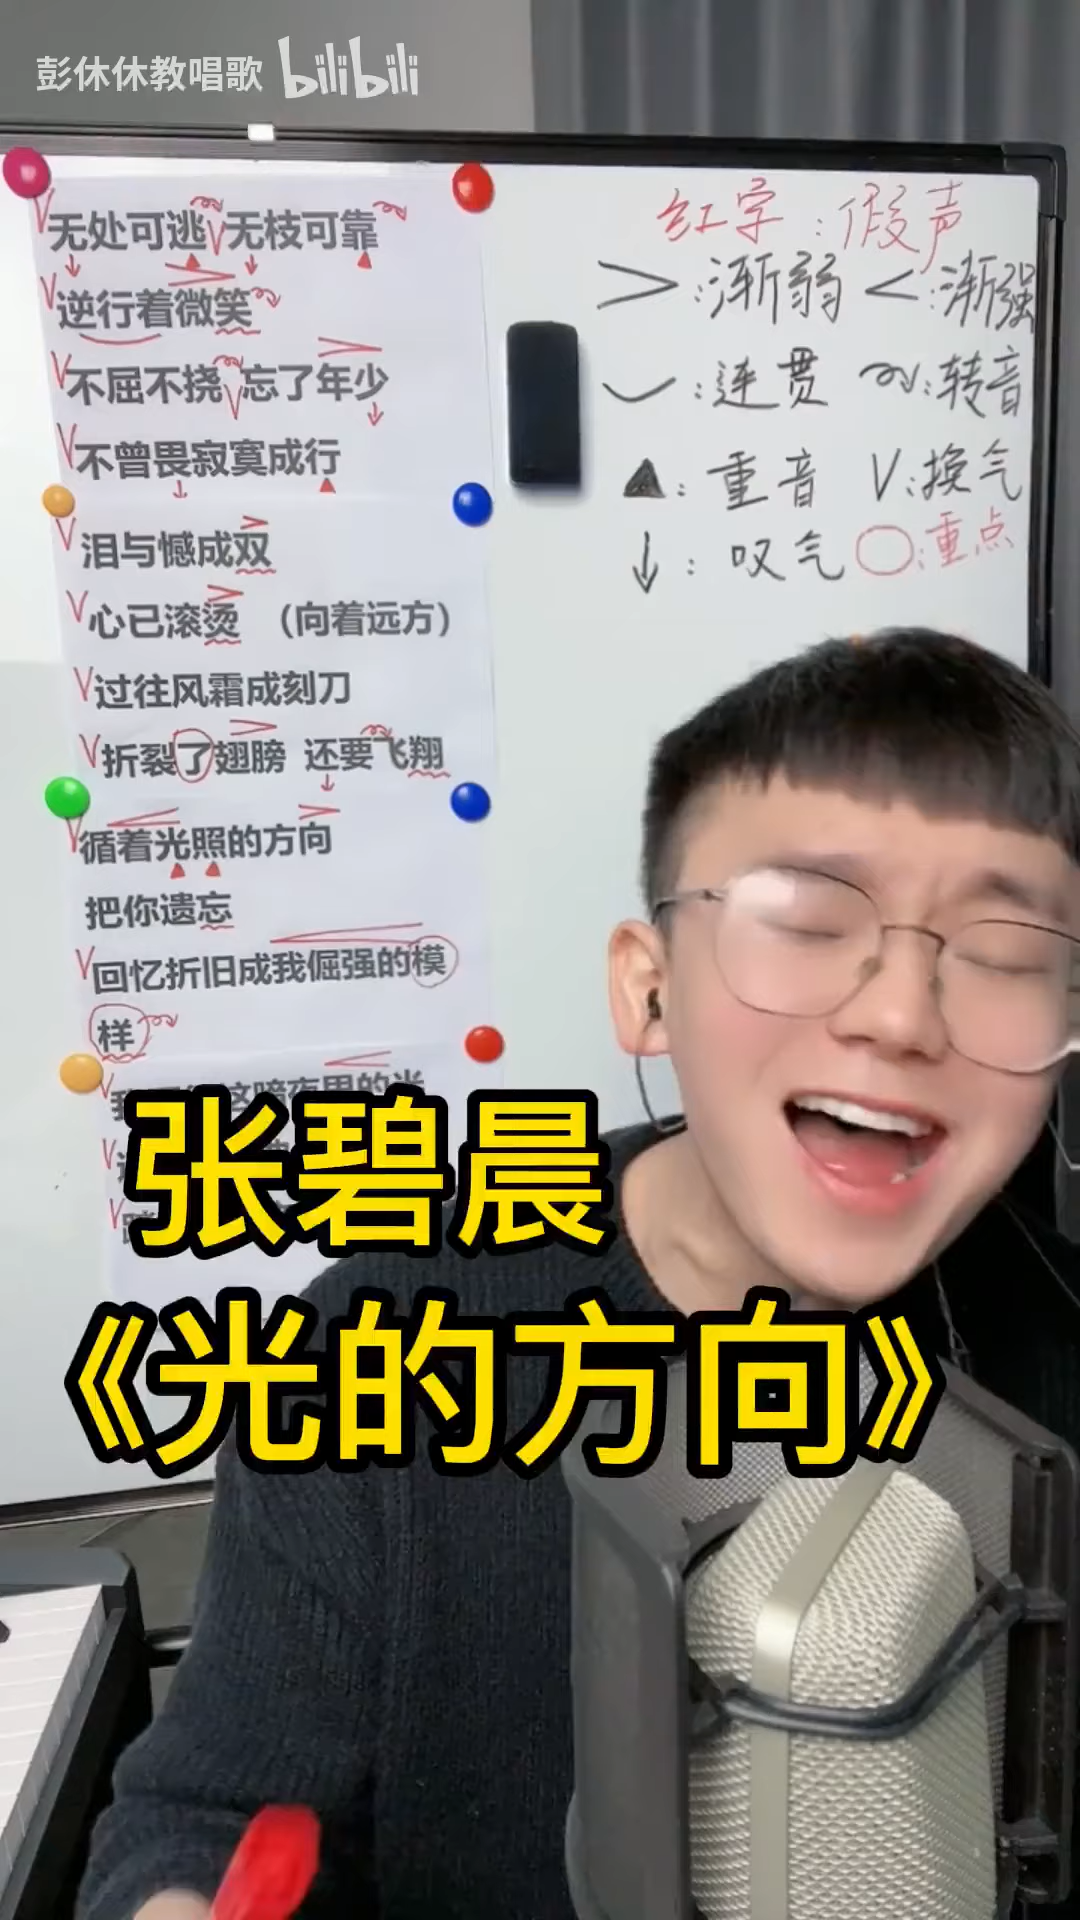 彭休休教唱歌 bilibili
无处可逃 无枝可靠
逆行着微笑
不屈不挠 忘了年少
不曾畏寂寞成行
泪与憾成双
心已滚烫 （向着远方）
过往风霜成刻刀
折裂了翅膀 还要飞翔
循着光照的方向
把你遗忘
回忆折旧成我倔强的模
样
红字：假声
>：渐弱 <：渐强
：连贯 ：转音
▲：重音 V：换气
↓：叹气 ○：重点
张碧晨
《光的方向》